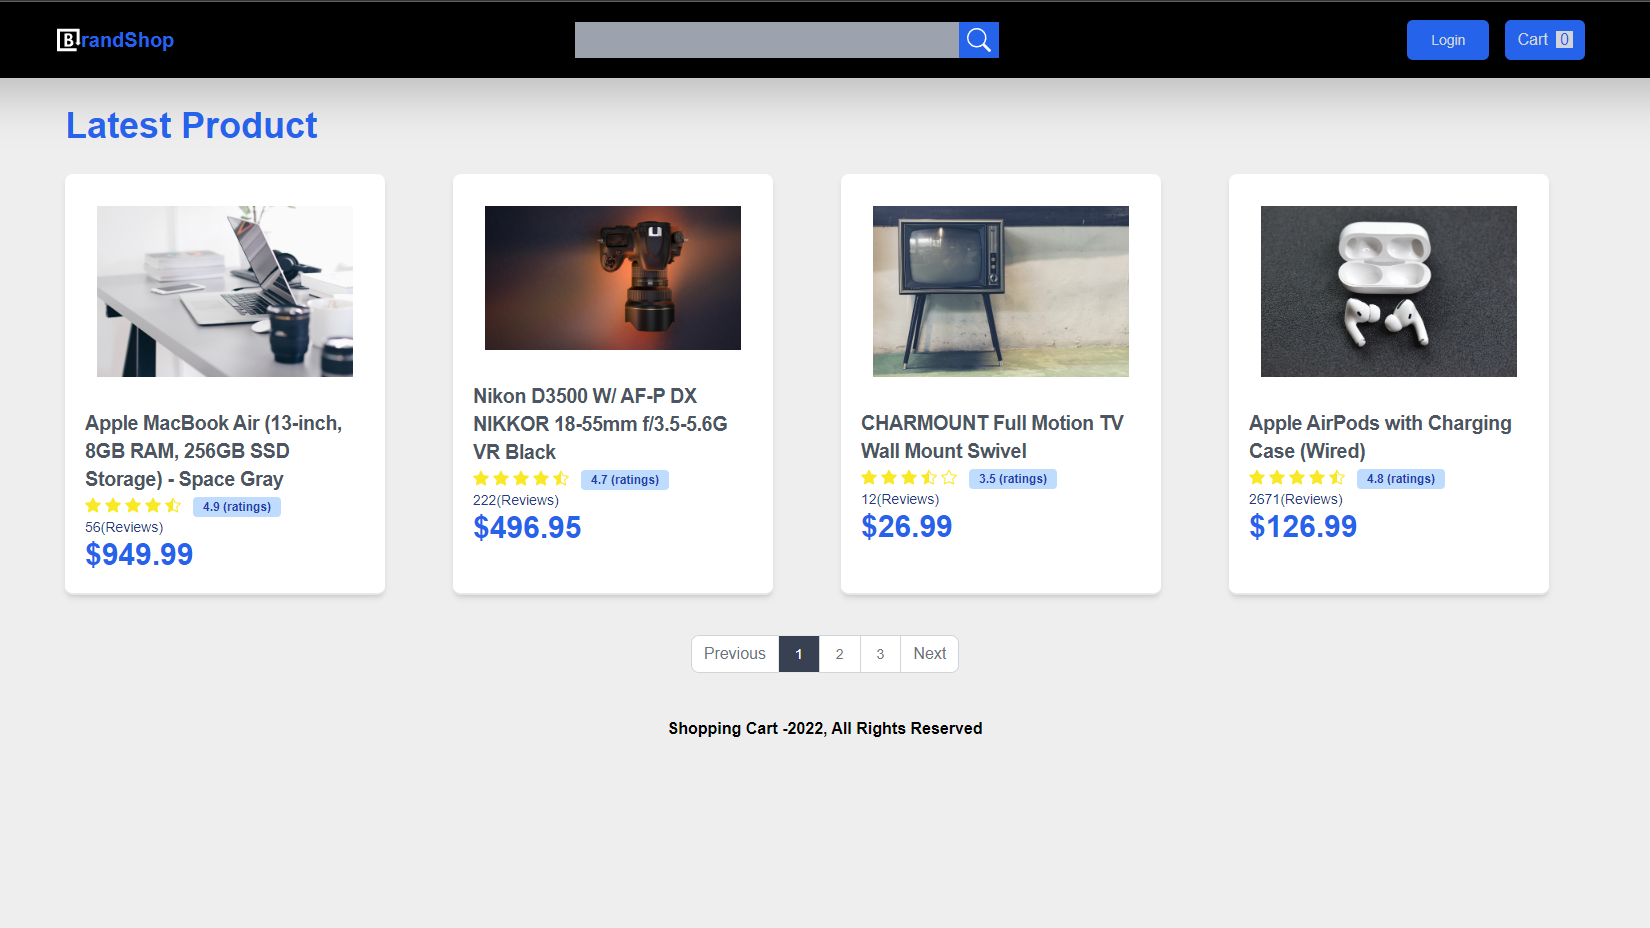 BrandShop
Login
Cart 0
Latest Product
Apple MacBook Air (13-inch,
8GB RAM, 256GB SSD
Storage) - Space Gray
4.9 (ratings)
56(Reviews)
$949.99
Nikon D3500 W/ AF-P DX
NIKKOR 18-55mm f/3.5-5.6G
VR Black
4.7 (ratings)
222(Reviews)
$496.95
CHARMOUNT Full Motion TV
Wall Mount Swivel
3.5 (ratings)
12(Reviews)
$26.99
Apple AirPods with Charging
Case (Wired)
4.8 (ratings)
2671(Reviews)
$126.99
Previous 1 2 3 Next
Shopping Cart -2022, All Rights Reserved